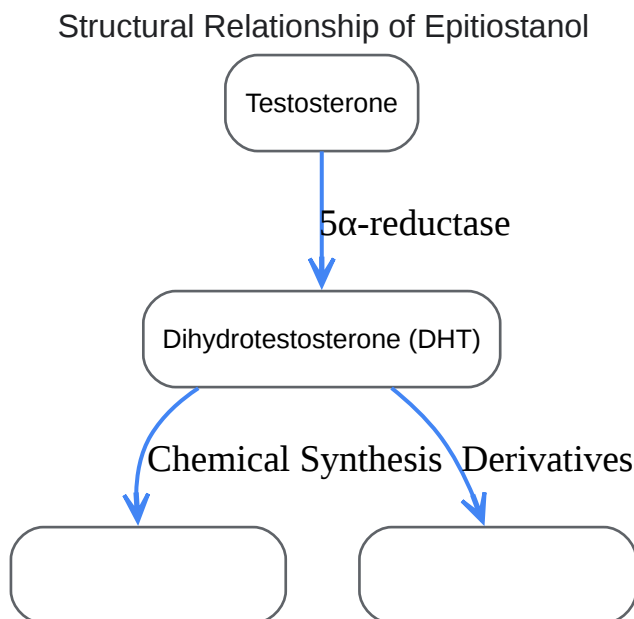 Structural Relationship of Epitiostanol
Testosterone
5α-reductase
Dihydrotestosterone (DHT)
Chemical Synthesis
Derivatives